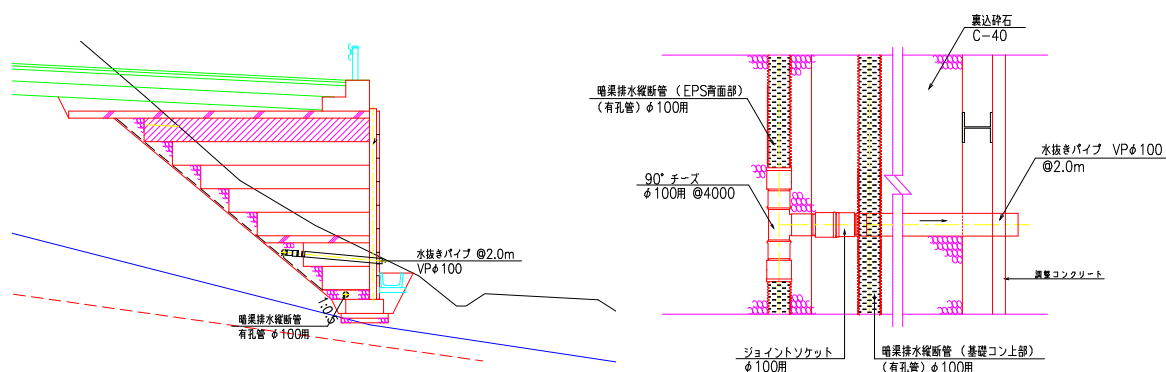 水抜きパイプ @2.0m
VPφ100
1:0.5
暗渠排水縦断管
有孔管 φ100用
裏込砕石
C-40
暗渠排水縦断管 (EPS背面部)
(有孔管) φ100用
水抜きパイプ VPφ100
@2.0m
90° チーズ
φ100用 @4000
調整コンクリート
ジョイントソケット
φ100用
暗渠排水縦断管 (基礎コン上部)
(有孔管) φ100用